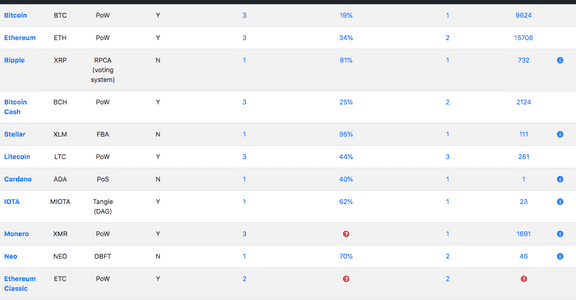 Bitcoin BTC PoW Y 3 19% 1 9624
Ethereum ETH PoW Y 3 34% 2 15708
Ripple XRP RPCA N 1 81% 1 732
(voting
system)
Bitcoin BCH PoW Y 3 25% 2 2124
Cash
Stellar XLM FBA N 1 95% 1 111
Litecoin LTC PoW Y 3 44% 3 261
Cardano ADA PoS N 1 40% 1 1
IOTA MIOTA Tangle Y 1 62% 1 23
(DAG)
Monero XMR PoW Y 3 ? 1 1691
Neo NEO DBFT N 1 70% 2 46
Ethereum ETC PoW Y 2 ? 2 ?
Classic